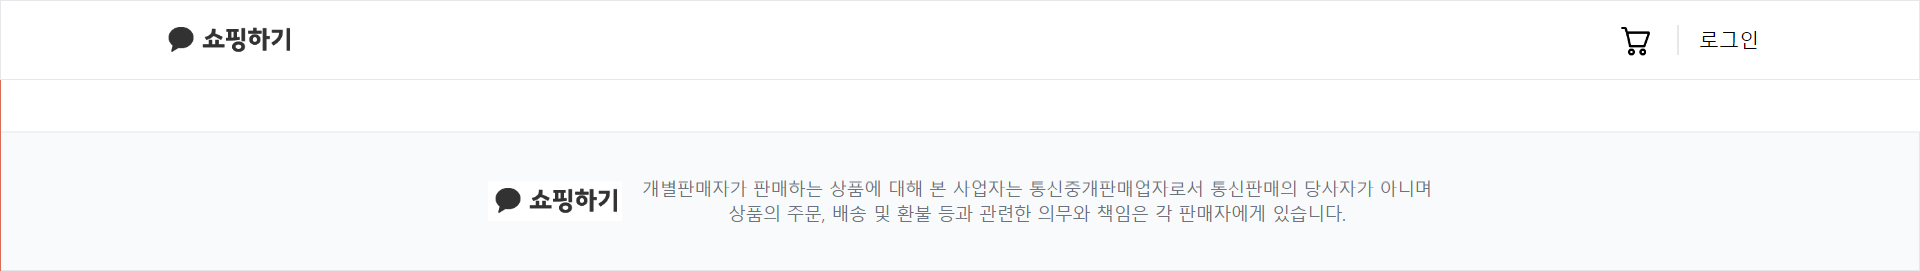 쇼핑하기
로그인
쇼핑하기
개별판매자가 판매하는 상품에 대해 본 사업자는 통신중개판매업자로서 통신판매의 당사자가 아니며
상품의 주문, 배송 및 환불 등과 관련한 의무와 책임은 각 판매자에게 있습니다.